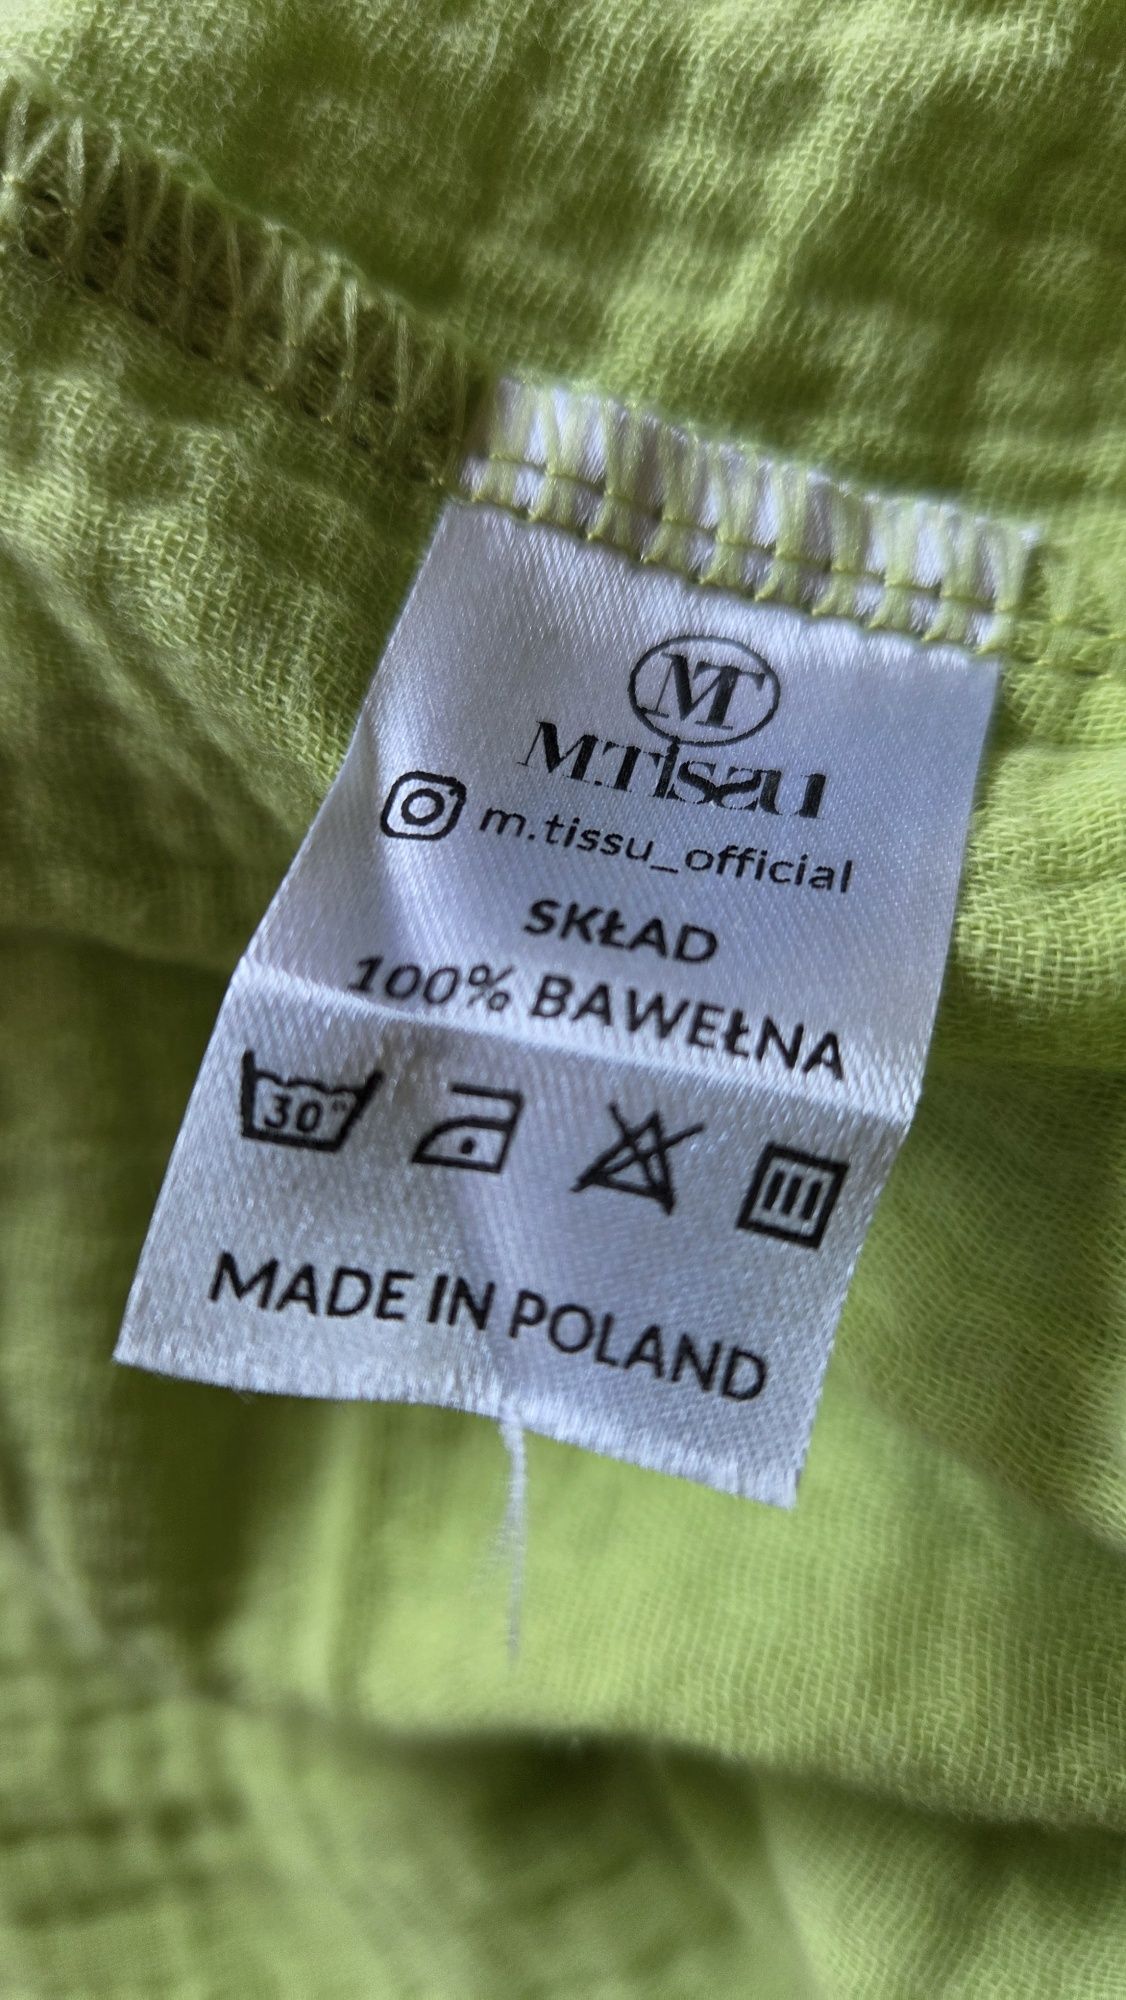 MT
M.Tissu
m.tissu_official
SKŁAD
100% BAWEŁNA
30°
MADE IN POLAND